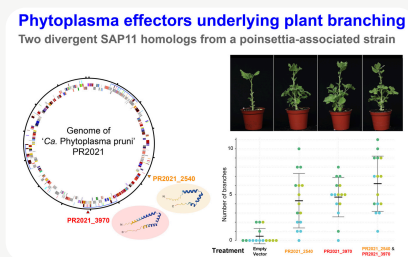 Phytoplasma effectors underlying plant branching
Two divergent SAP11 homologs from a poinsettia-associated strain
Genome of
'Ca. Phytoplasma pruni'
PR2021
PR2021_2540
PR2021_3970
Number of branches
10
5
0
Treatment
Empty
Vector
PR2021_2540
PR2021_3970
PR2021_2540 &
PR2021_3970